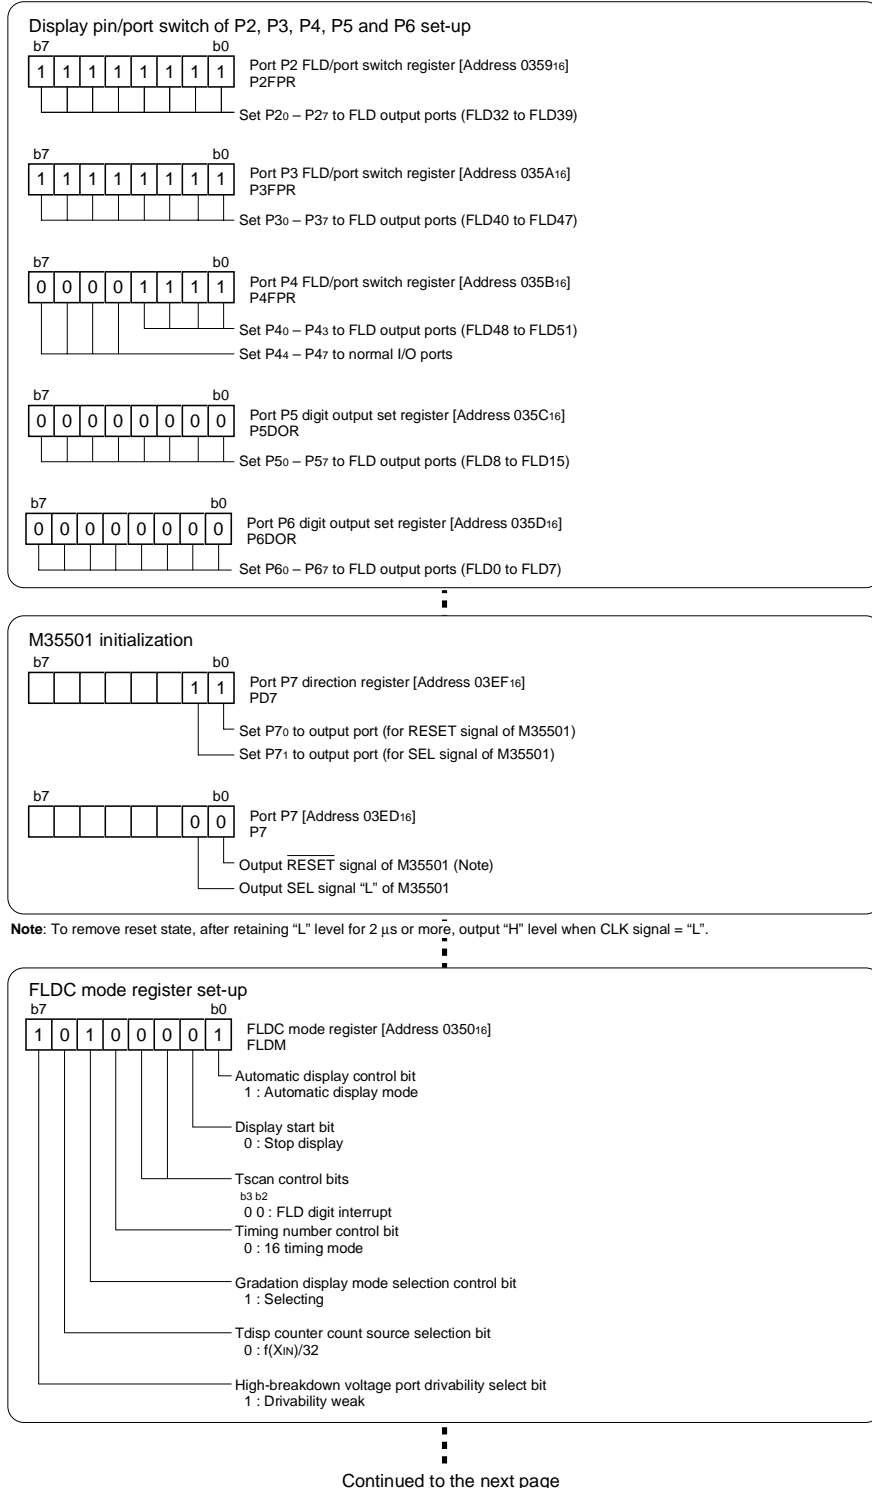 Display pin/port switch of P2, P3, P4, P5 and P6 set-up
b7 b0
1 1 1 1 1 1 1 1
Port P2 FLD/port switch register [Address 035916]
P2FPR
Set P20 – P27 to FLD output ports (FLD32 to FLD39)
b7 b0
1 1 1 1 1 1 1 1
Port P3 FLD/port switch register [Address 035A16]
P3FPR
Set P30 – P37 to FLD output ports (FLD40 to FLD47)
b7 b0
0 0 0 0 1 1 1 1
Port P4 FLD/port switch register [Address 035B16]
P4FPR
Set P40 – P43 to FLD output ports (FLD48 to FLD51)
Set P44 – P47 to normal I/O ports
b7 b0
0 0 0 0 0 0 0 0
Port P5 digit output set register [Address 035C16]
P5DOR
Set P50 – P57 to FLD output ports (FLD8 to FLD15)
b7 b0
0 0 0 0 0 0 0 0
Port P6 digit output set register [Address 035D16]
P6DOR
Set P60 – P67 to FLD output ports (FLD0 to FLD7)
M35501 initialization
b7 b0
1 1
Port P7 direction register [Address 03EF16]
PD7
Set P70 to output port (for RESET signal of M35501)
Set P71 to output port (for SEL signal of M35501)
b7 b0
0 0
Port P7 [Address 03ED16]
P7
Output RESET signal of M35501 (Note)
Output SEL signal “L” of M35501
Note: To remove reset state, after retaining “L” level for 2 µs or more, output “H” level when CLK signal = “L”.
FLDC mode register set-up
b7 b0
1 0 1 0 0 0 0 1
FLDC mode register [Address 035016]
FLDM
Automatic display control bit
1 : Automatic display mode
Display start bit
0 : Stop display
Tscan control bits
b3 b2
0 0 : FLD digit interrupt
Timing number control bit
0 : 16 timing mode
Gradation display mode selection control bit
1 : Selecting
Tdisp counter count source selection bit
0 : f(XIN)/32
High-breakdown voltage port drivability select bit
1 : Drivability weak
Continued to the next page